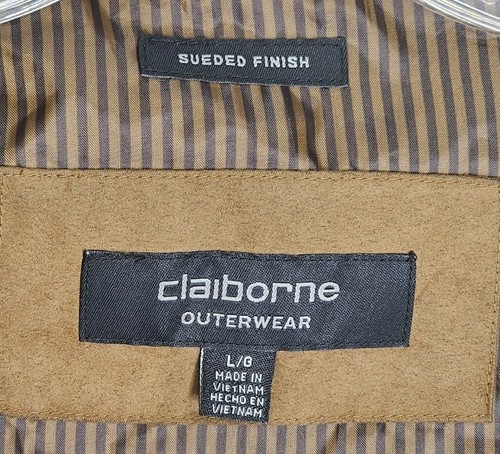 SUEDED FINISH
claiborne
OUTERWEAR
L/G
MADE IN
VIETNAM
HECHO EN
VIETNAM